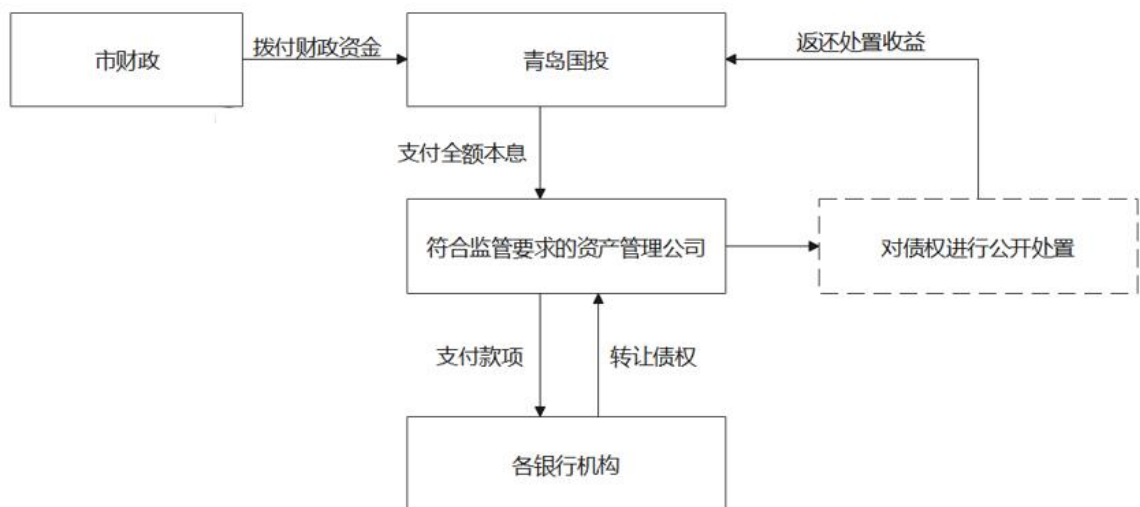 市财政
拨付财政资金
青岛国投
返还处置收益
支付全额本息
符合监管要求的资产管理公司
对债权进行公开处置
支付款项
转让债权
各银行机构